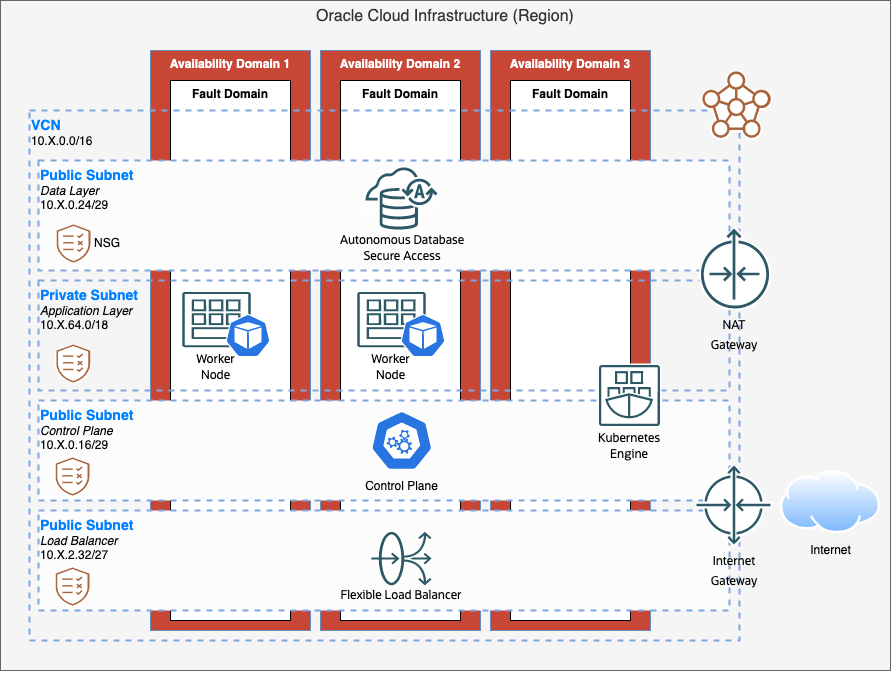 Oracle Cloud Infrastructure (Region)
Availability Domain 1
Availability Domain 2
Availability Domain 3
Fault Domain
Fault Domain
Fault Domain
VCN
10.X.0.0/16
Public Subnet
Data Layer
10.X.0.24/29
NSG
A
Autonomous Database
Secure Access
Private Subnet
Application Layer
10.X.64.0/18
Worker
Node
Worker
Node
NAT
Gateway
Kubernetes
Engine
Public Subnet
Control Plane
10.X.0.16/29
Control Plane
Public Subnet
Load Balancer
10.X.2.32/27
Flexible Load Balancer
Internet
Gateway
Internet